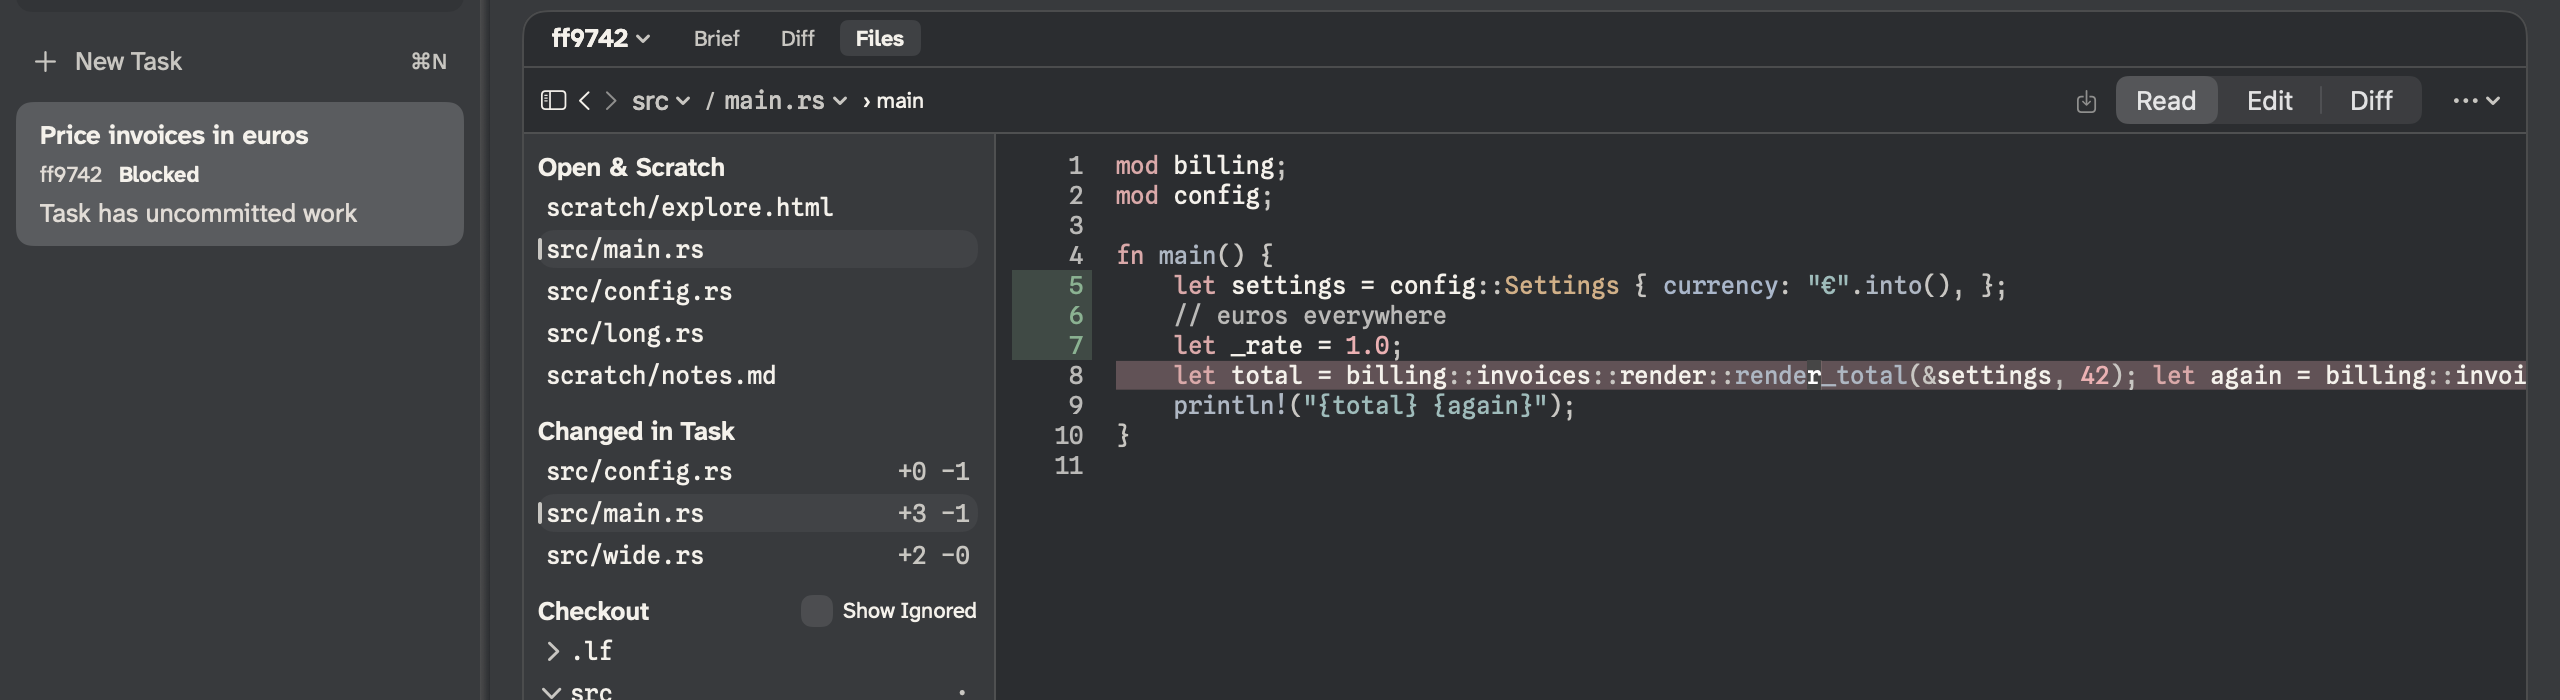 New Task ⌘N
Price invoices in euros
ff9742 Blocked
Task has uncommitted work
ff9742 Brief Diff Files
src / main.rs › main Read Edit Diff ···
Open & Scratch
scratch/explore.html
src/main.rs
src/config.rs
src/long.rs
scratch/notes.md
Changed in Task
src/config.rs +0 -1
src/main.rs +3 -1
src/wide.rs +2 -0
Checkout Show Ignored
.lf
src ·
1 mod billing;
2 mod config;
3
4 fn main() {
5     let settings = config::Settings { currency: "€".into(), };
6     // euros everywhere
7     let _rate = 1.0;
8     let total = billing::invoices::render::render_total(&settings, 42); let again = billing::invoi
9     println!("{total} {again}");
10 }
11